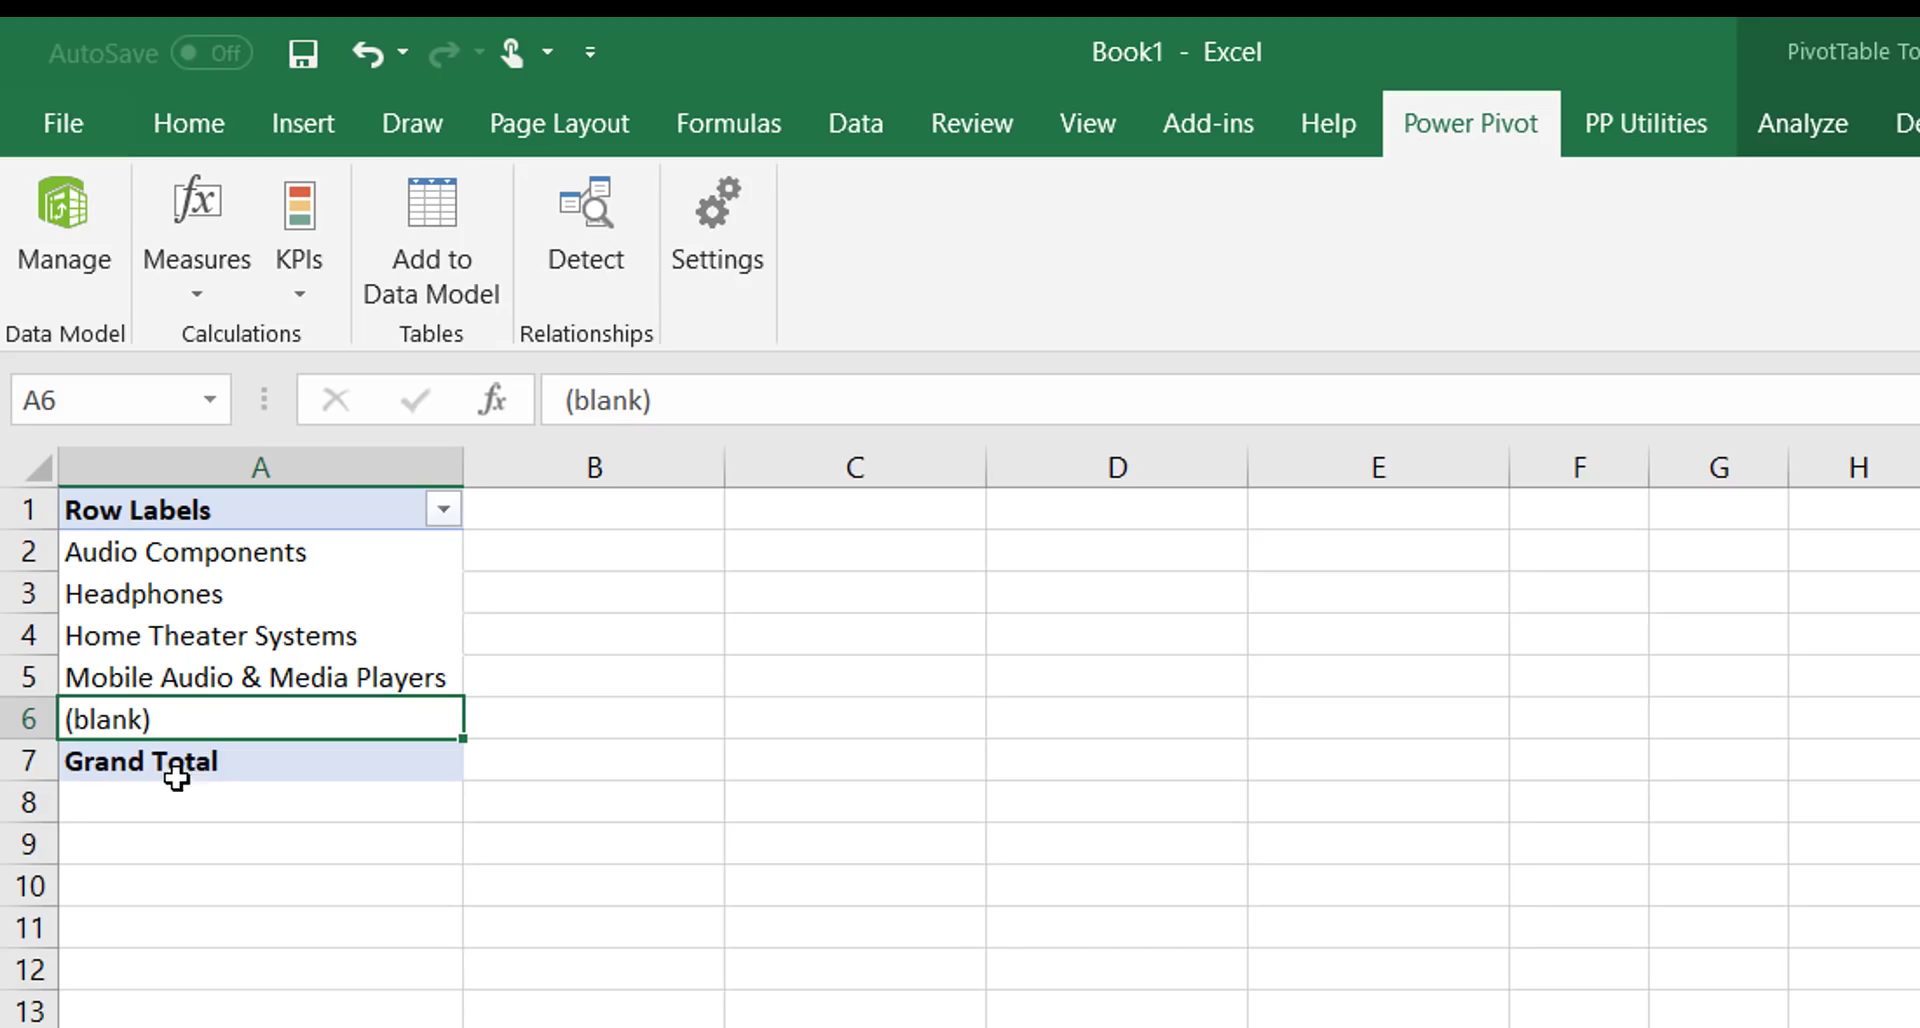 AutoSave Off
Book1 - Excel
PivotTable To
File Home Insert Draw Page Layout Formulas Data Review View Add-ins Help Power Pivot PP Utilities Analyze De
Manage Measures KPIs Add to Data Model Detect Settings
Data Model Calculations Tables Relationships
A6 fx (blank)
A B C D E F G H
1 Row Labels
2 Audio Components
3 Headphones
4 Home Theater Systems
5 Mobile Audio & Media Players
6 (blank)
7 Grand Total
8
9
10
11
12
13